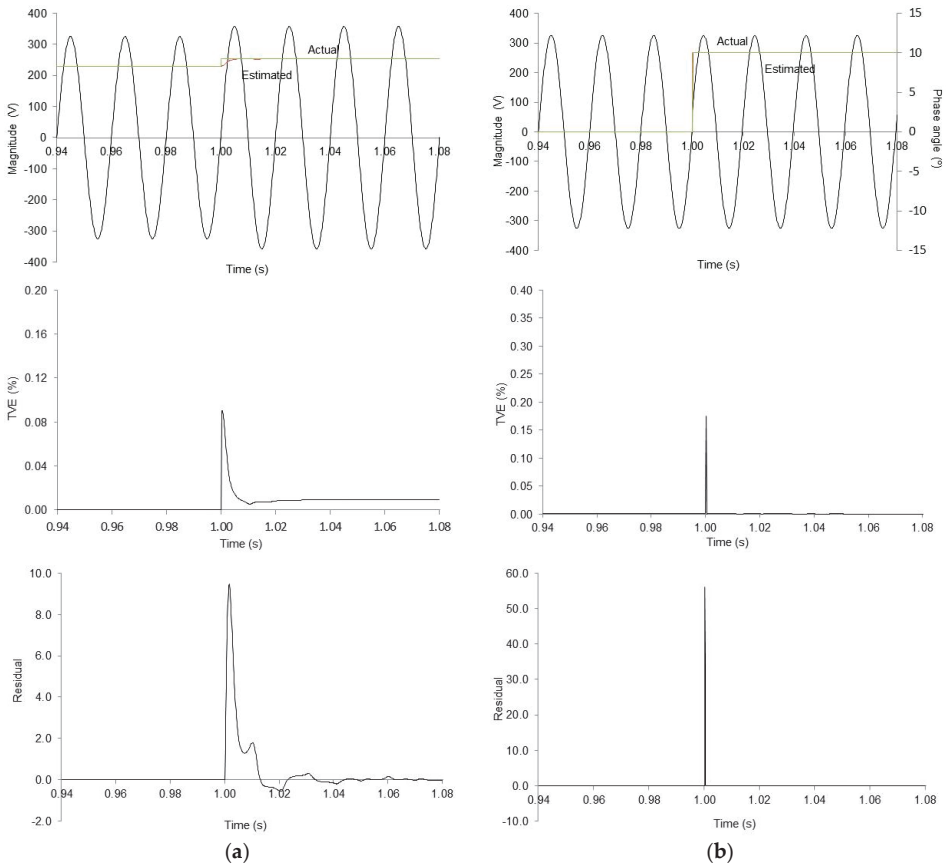 400
300
200
100
0
-100
-200
-300
-400
Magnitude (V)
0.94 0.96 0.98 1.00 1.02 1.04 1.06 1.08
Time (s)
Actual
Estimated
400
300
200
100
0
-100
-200
-300
-400
Magnitude (V)
0.94 0.96 0.98 1.00 1.02 1.04 1.06 1.08
Time (s)
Actual
Estimated
15
10
5
0
-5
-10
-15
Phase angle (º)
0.20
0.16
0.12
0.08
0.04
0.00
TVE (%)
0.94 0.96 0.98 1.00 1.02 1.04 1.06 1.08
Time (s)
0.40
0.35
0.30
0.25
0.20
0.15
0.10
0.05
0.00
TVE (%)
0.94 0.96 0.98 1.00 1.02 1.04 1.06 1.08
Time (s)
10.0
8.0
6.0
4.0
2.0
0.0
-2.0
Residual
0.94 0.96 0.98 1.00 1.02 1.04 1.06 1.08
Time (s)
60.0
50.0
40.0
30.0
20.0
10.0
0.0
-10.0
Residual
0.94 0.96 0.98 1.00 1.02 1.04 1.06 1.08
Time (s)
(a)
(b)